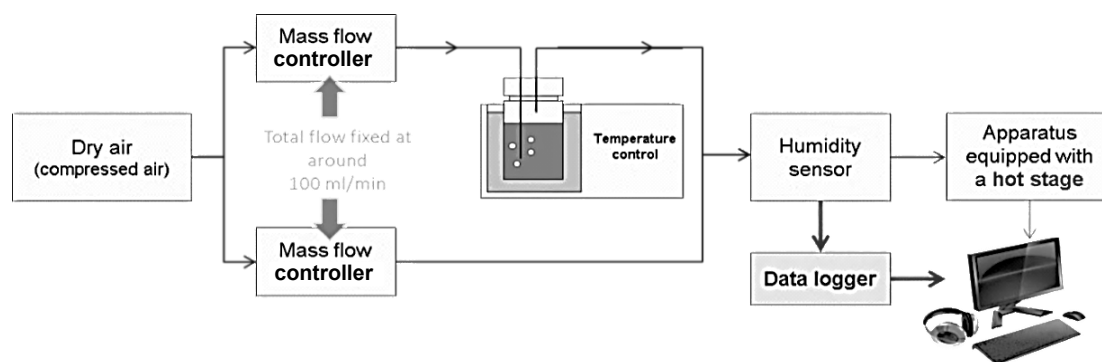 Mass flow
controller
Dry air
(compressed air)
Total flow fixed at
around
100 ml/min
Mass flow
controller
Temperature
control
Humidity
sensor
Apparatus
equipped with
a hot stage
Data logger